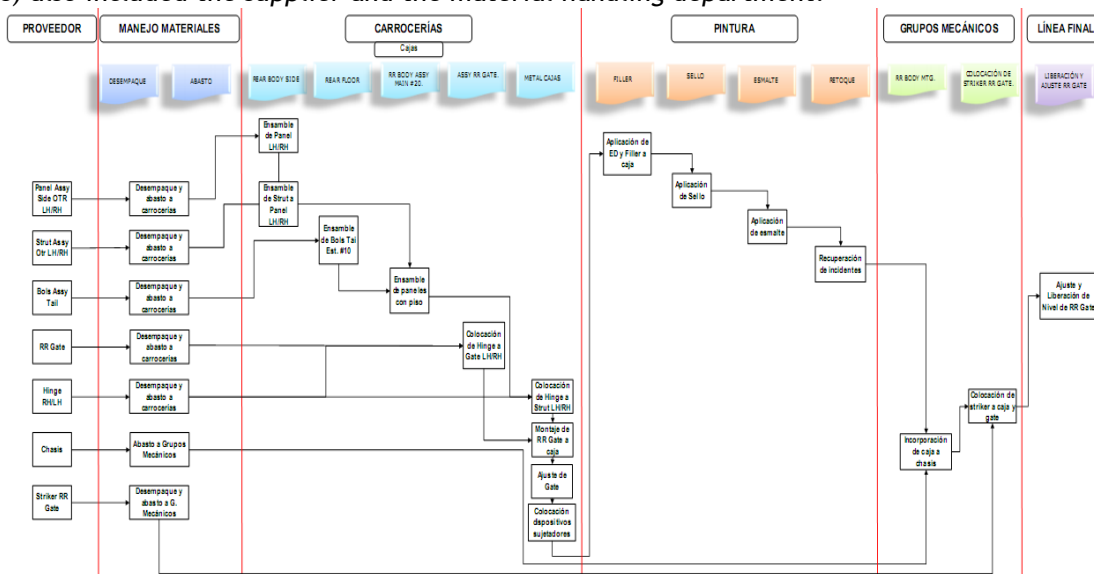 s) also included the supplier and the material handling department.
PROVEEDOR
MANEJO MATERIALES
CARROCERÍAS
PINTURA
GRUPOS MECÁNICOS
LÍNEA FINAL
Cajas
DESEMPAQUE
ABASTO
REAR BODY SIDE
REAR FLOOR
RR BODY ASSY
MAIN #20.
ASSY RR GATE.
METAL CAJAS
FILLER
SELLO
ESMALTE
RETOQUE
RR BODY MTG.
COLOCACIÓN DE
STRIKER RR GATE.
LIBERACIÓN Y
AJUSTE RR GATE
Ensamble
de Panel
LH/RH
Aplicación de
ED y Filler a
caja
Panel Assy
Side OTR
LH/RH
Desempaque y
abasto a
carrocerías
Ensamble
de Strut a
Panel
LH/RH
Aplicación
de Sello
Strut Assy
Otr LH/RH
Desempaque y
abasto a
carrocerías
Ensamble
de Bols Tai
Est. #10
Aplicación
de esmalte
Recuperación
de incidentes
Bols Assy
Tail
Desempaque y
abasto a
carrocerías
Ensamble
de paneles
con piso
Ajuste y
Liberación de
Nivel de RR Gate
RR Gate
Desempaque y
abasto a
carrocerías
Colocación
de Hinge a
Gate LH/RH
Hinge
RH/LH
Desempaque y
abasto a
carrocerías
Colocación
de Hinge a
Strut LH/RH
Colocación de
striker a caja y
gate
Chasis
Abasto a Grupos
Mecánicos
Montaje de
RR Gate a
caja
Incorporación
de caja a
chasis
Ajuste de
Gate
Striker RR
Gate
Desempaque y
abasto a G.
Mecánicos
Colocación
dispositivos
sujetadores